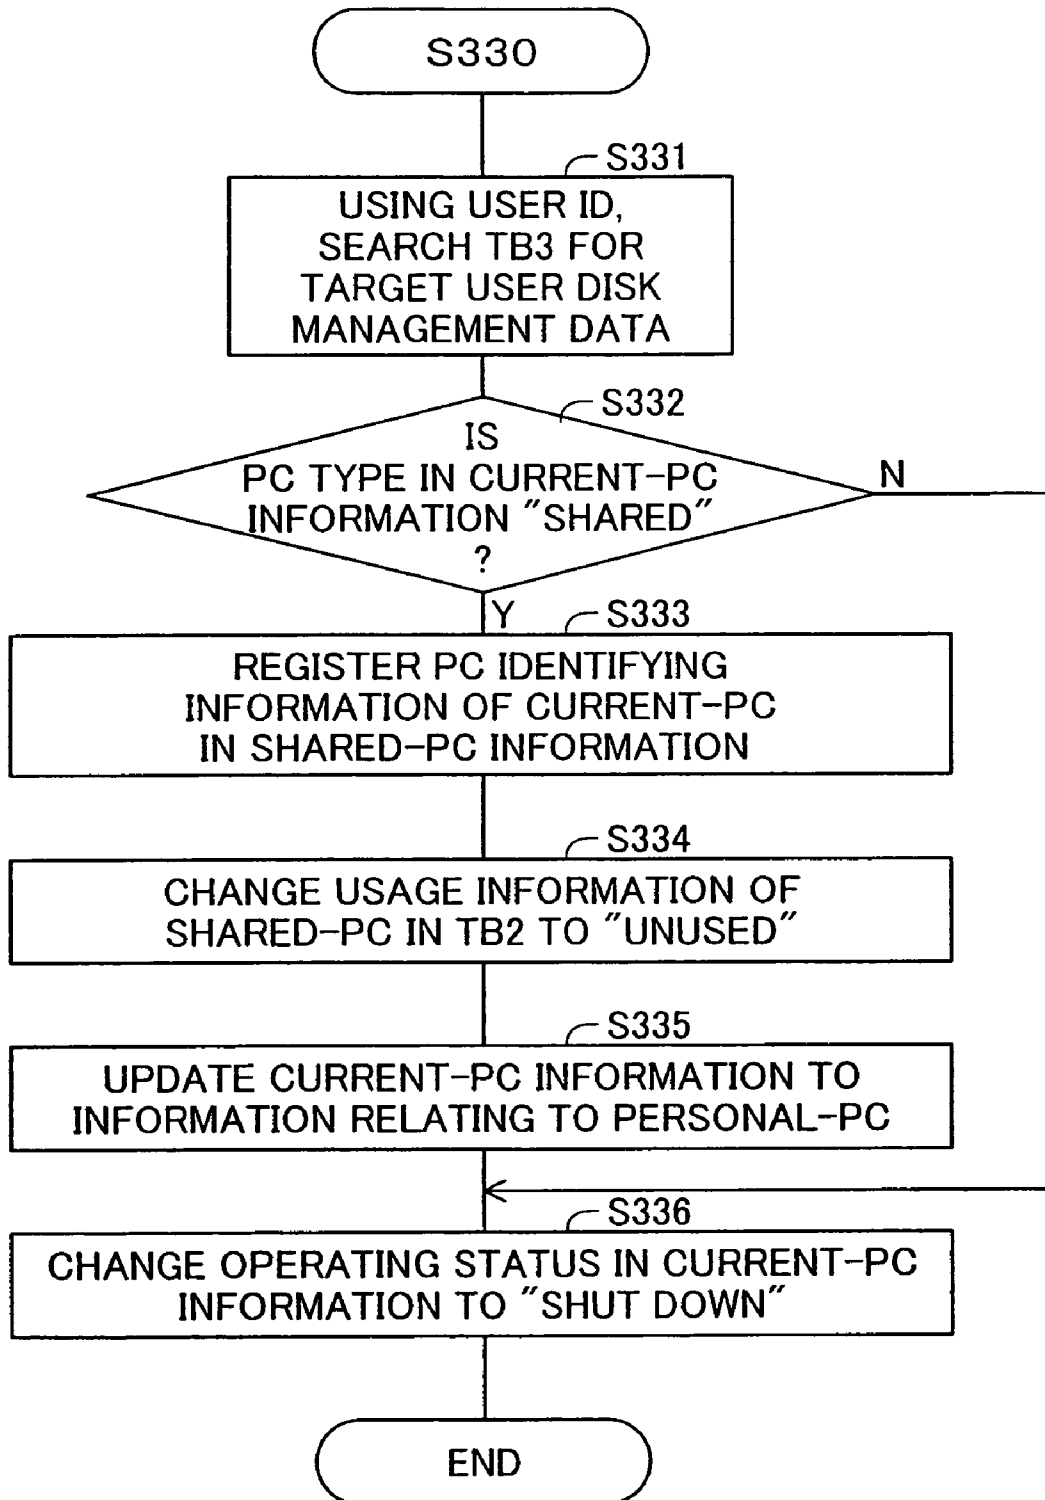 S330
S331
USING USER ID,
SEARCH TB3 FOR
TARGET USER DISK
MANAGEMENT DATA
S332
IS
PC TYPE IN CURRENT-PC
INFORMATION "SHARED"
?
N
Y
S333
REGISTER PC IDENTIFYING
INFORMATION OF CURRENT-PC
IN SHARED-PC INFORMATION
S334
CHANGE USAGE INFORMATION OF
SHARED-PC IN TB2 TO "UNUSED"
S335
UPDATE CURRENT-PC INFORMATION TO
INFORMATION RELATING TO PERSONAL-PC
S336
CHANGE OPERATING STATUS IN CURRENT-PC
INFORMATION TO "SHUT DOWN"
END